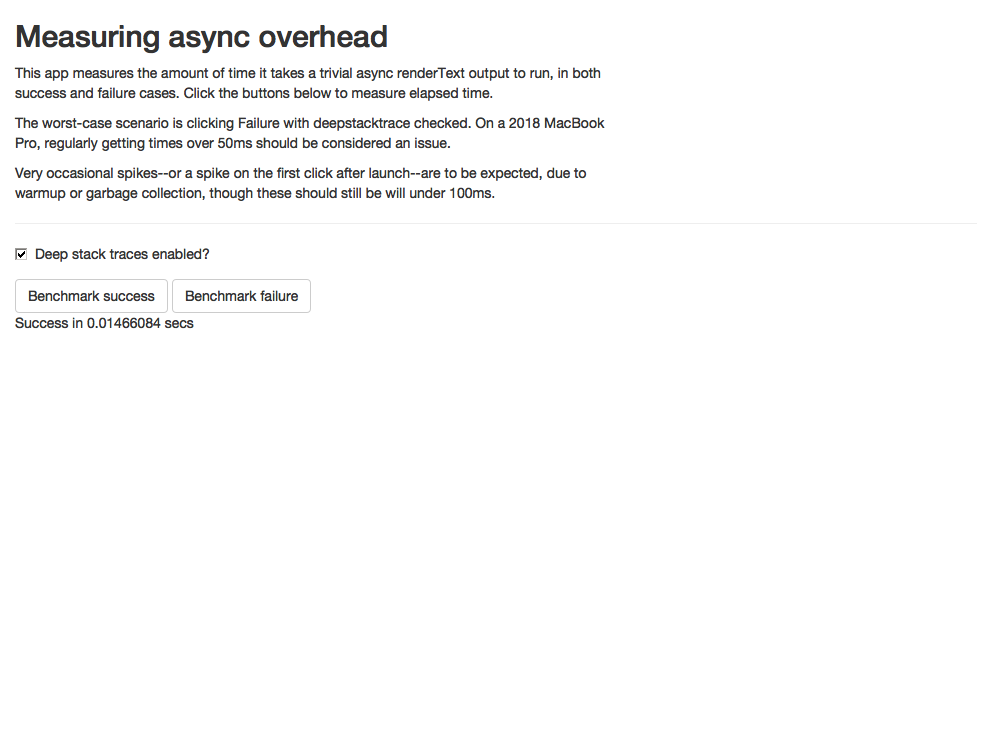 Measuring async overhead
This app measures the amount of time it takes a trivial async renderText output to run, in both
success and failure cases. Click the buttons below to measure elapsed time.
The worst-case scenario is clicking Failure with deepstacktrace checked. On a 2018 MacBook
Pro, regularly getting times over 50ms should be considered an issue.
Very occasional spikes--or a spike on the first click after launch--are to be expected, due to
warmup or garbage collection, though these should still be will under 100ms.
Deep stack traces enabled?
Benchmark success Benchmark failure
Success in 0.01466084 secs